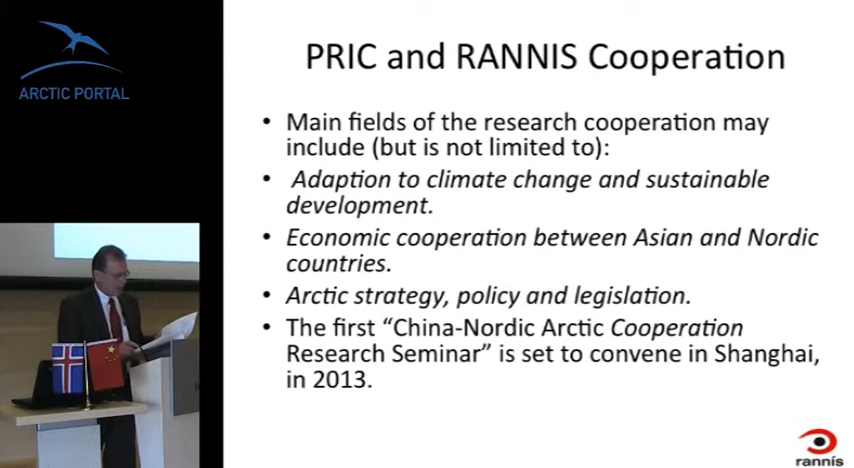 ARCTIC PORTAL
PRIC and RANNIS Cooperation
• Main fields of the research cooperation may
include (but is not limited to):
• Adaption to climate change and sustainable
development.
• Economic cooperation between Asian and Nordic
countries.
• Arctic strategy, policy and legislation.
• The first “China-Nordic Arctic Cooperation
Research Seminar” is set to convene in Shanghai,
in 2013.
rannís